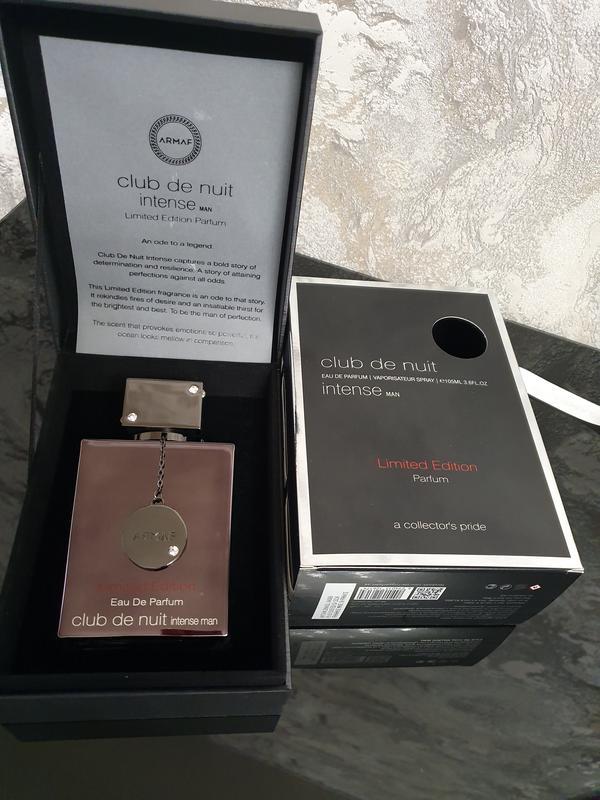 ARMAF
club de nuit
intense MAN
Limited Edition Parfum
An ode to a legend
Club De Nuit Intense captures a bold story of
determination and resilience. A story of attaining
perfections against all odds.
This Limited Edition fragrance is an ode to that story.
It rekindles fires of desire and an insatiable thirst for
the brightest and best. To be the man of perfection.
The scent that provokes emotions so powerful, the
ocean looks mellow in comparison.
ARMAF
Limited Edition
Eau De Parfum
club de nuit intense man
club de nuit
EAU DE PARFUM | VAPORISATEUR SPRAY | ℮105ML 3.6FL.OZ
intense MAN
Limited Edition
Parfum
a collector's pride